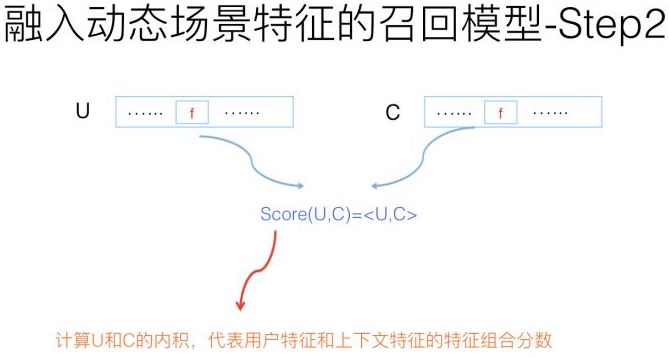 融入动态场景特征的召回模型-Step2
U …… f …… C …… f ……
Score(U,C)=<U,C>
计算U和C的内积，代表用户特征和上下文特征的特征组合分数